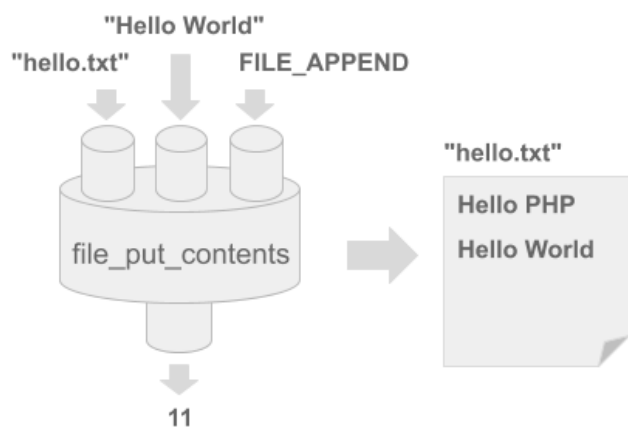 "Hello World"
"hello.txt"
FILE_APPEND
"hello.txt"
Hello PHP
Hello World
file_put_contents
11